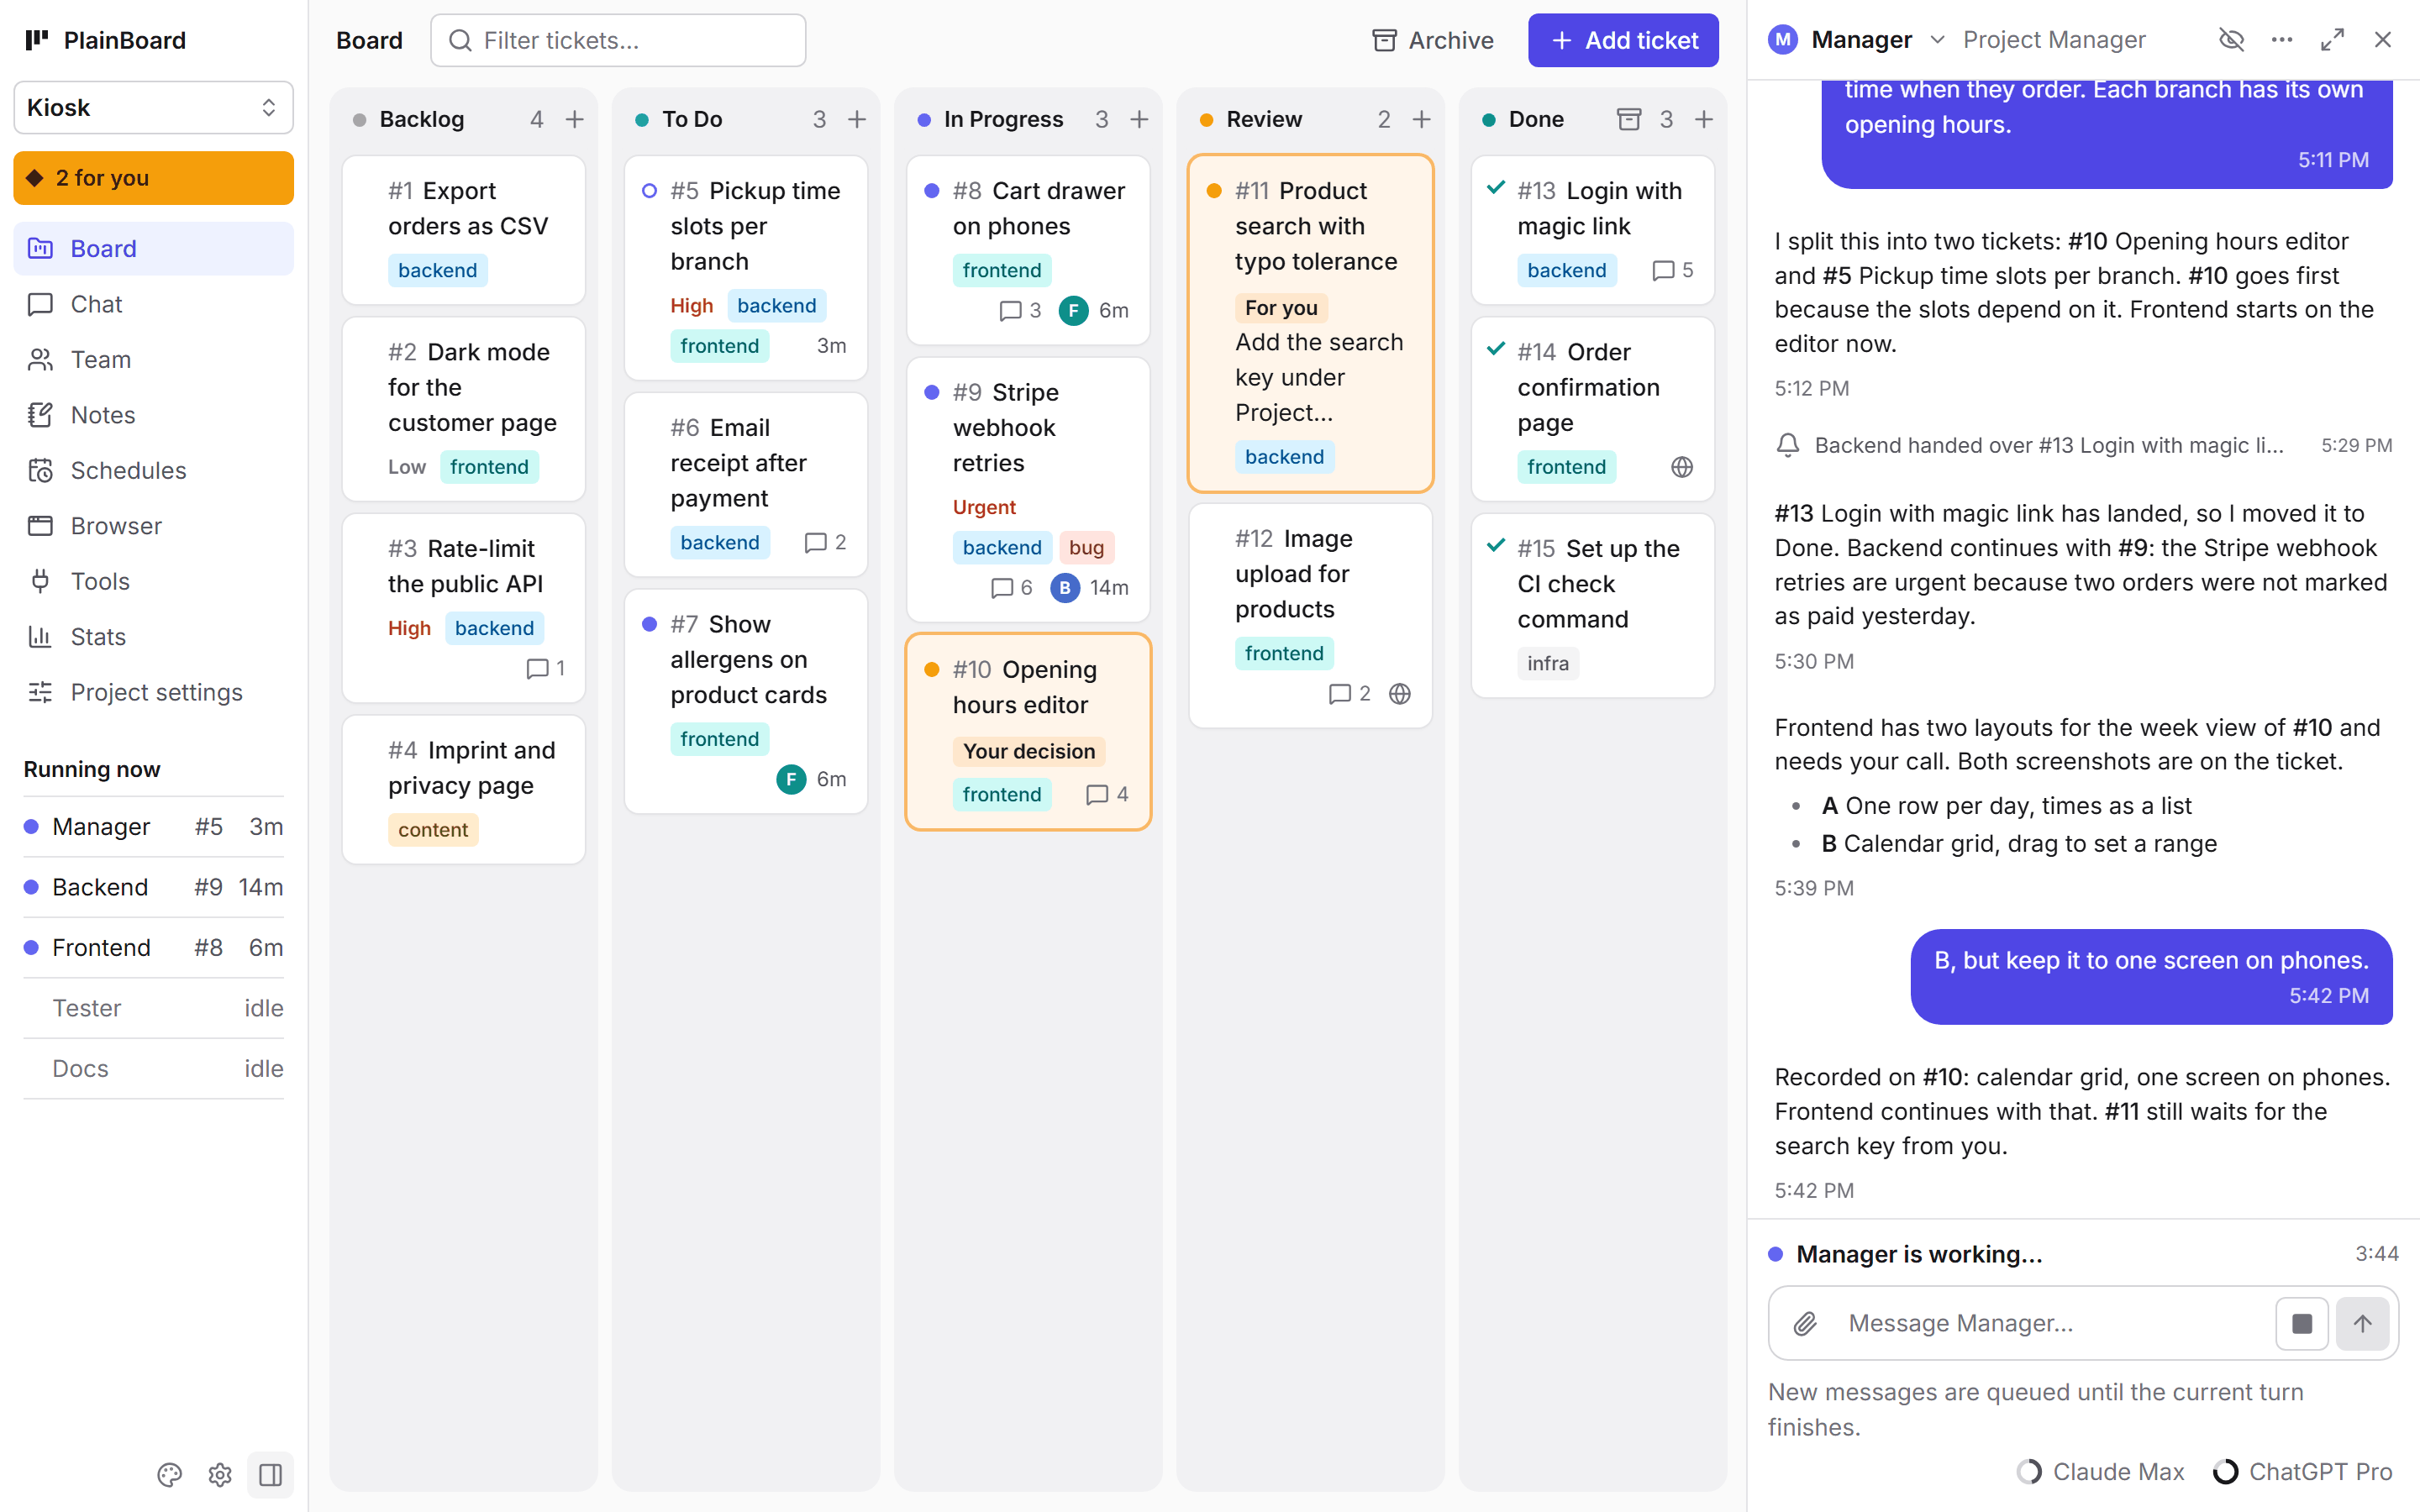 PlainBoard
Kiosk
2 for you
Board
Chat
Team
Notes
Schedules
Browser
Tools
Stats
Project settings
Running now
Manager #5 3m
Backend #9 14m
Frontend #8 6m
Tester idle
Docs idle
Board
Filter tickets...
Archive
Add ticket
Backlog 4
#1 Export
orders as CSV
backend
#2 Dark mode
for the
customer page
Low frontend
#3 Rate-limit
the public API
High backend
1
#4 Imprint and
privacy page
content
To Do 3
#5 Pickup time
slots per
branch
High backend
frontend 3m
#6 Email
receipt after
payment
backend 2
#7 Show
allergens on
product cards
frontend
F 6m
In Progress 3
#8 Cart drawer
on phones
frontend
3 F 6m
#9 Stripe
webhook
retries
Urgent
backend bug
6 B 14m
#10 Opening
hours editor
Your decision
frontend 4
Review 2
#11 Product
search with
typo tolerance
For you
Add the search
key under
Project...
backend
#12 Image
upload for
products
frontend
2
Done 3
#13 Login with
magic link
backend 5
#14 Order
confirmation
page
frontend
#15 Set up the
CI check
command
infra
M Manager Project Manager
time when they order. Each branch has its own
opening hours.
5:11 PM
I split this into two tickets: #10 Opening hours editor
and #5 Pickup time slots per branch. #10 goes first
because the slots depend on it. Frontend starts on the
editor now.
5:12 PM
Backend handed over #13 Login with magic li... 5:29 PM
#13 Login with magic link has landed, so I moved it to
Done. Backend continues with #9: the Stripe webhook
retries are urgent because two orders were not marked
as paid yesterday.
5:30 PM
Frontend has two layouts for the week view of #10 and
needs your call. Both screenshots are on the ticket.
• A One row per day, times as a list
• B Calendar grid, drag to set a range
5:39 PM
B, but keep it to one screen on phones.
5:42 PM
Recorded on #10: calendar grid, one screen on phones.
Frontend continues with that. #11 still waits for the
search key from you.
5:42 PM
Manager is working... 3:44
Message Manager...
New messages are queued until the current turn
finishes.
Claude Max ChatGPT Pro